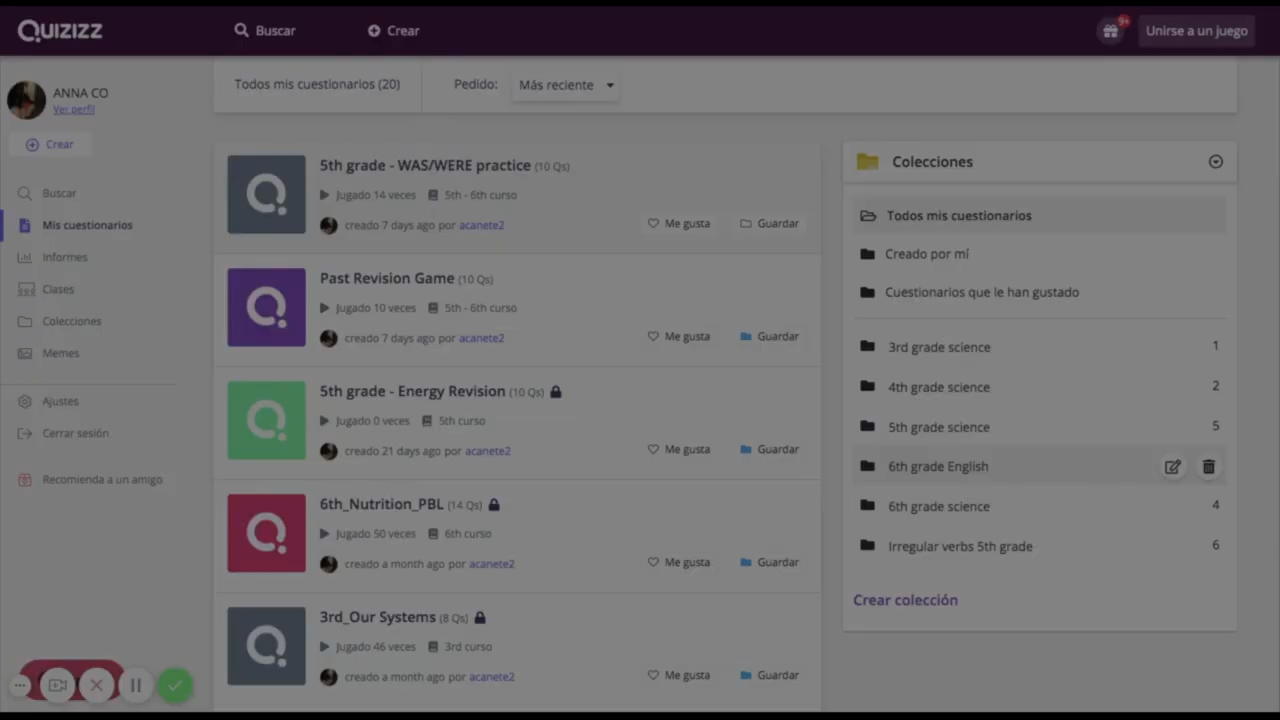 QUIZIZZ
Buscar
Crear
9+
Unirse a un juego
ANNA CO
Ver perfil
Crear
Buscar
Mis cuestionarios
Informes
Clases
Colecciones
Memes
Ajustes
Cerrar sesión
Recomienda a un amigo
Todos mis cuestionarios (20)
Pedido:
Más reciente
5th grade - WAS/WERE practice (10 Qs)
Jugado 14 veces
5th - 6th curso
creado 7 days ago por acanete2
Me gusta
Guardar
Past Revision Game (10 Qs)
Jugado 10 veces
5th - 6th curso
creado 7 days ago por acanete2
Me gusta
Guardar
5th grade - Energy Revision (10 Qs)
Jugado 0 veces
5th curso
creado 21 days ago por acanete2
Me gusta
Guardar
6th_Nutrition_PBL (14 Qs)
Jugado 50 veces
6th curso
creado a month ago por acanete2
Me gusta
Guardar
3rd_Our Systems (8 Qs)
Jugado 46 veces
3rd curso
creado a month ago por acanete2
Me gusta
Guardar
Colecciones
Todos mis cuestionarios
Creado por mí
Cuestionarios que le han gustado
3rd grade science 1
4th grade science 2
5th grade science 5
6th grade English
6th grade science 4
Irregular verbs 5th grade 6
Crear colección